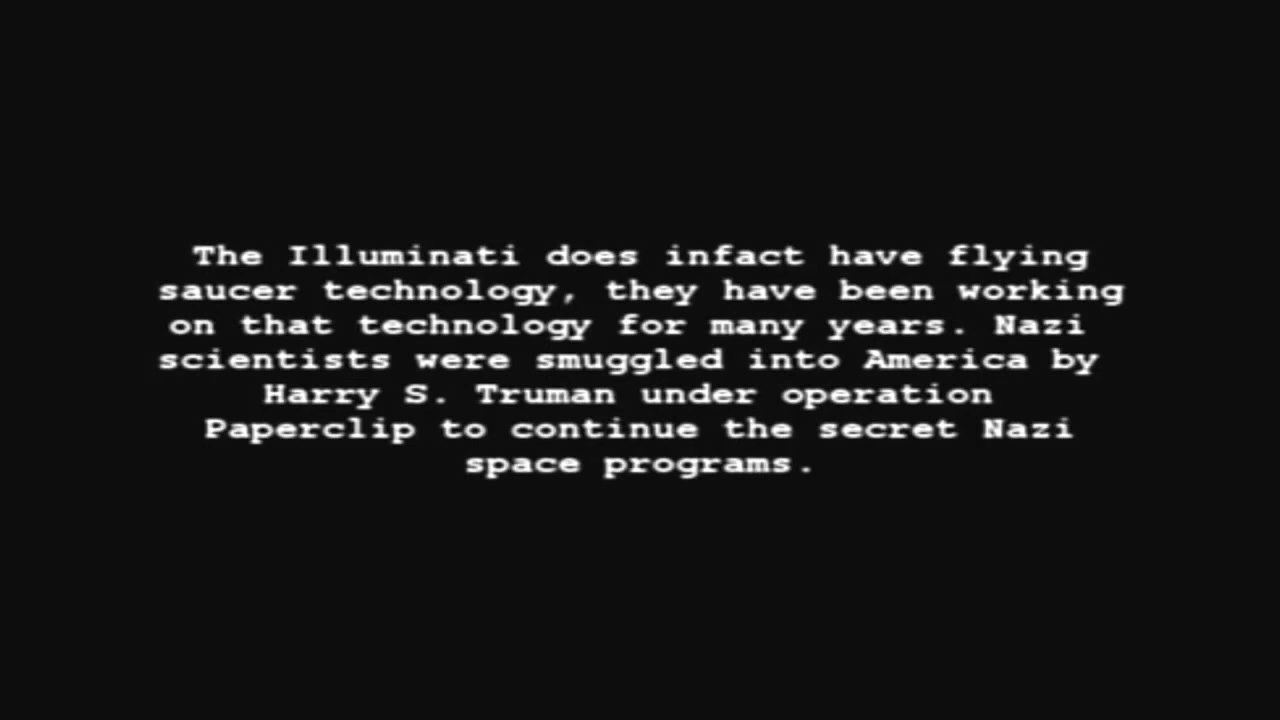 The Illuminati does infact have flying
saucer technology, they have been working
on that technology for many years. Nazi
scientists were smuggled into America by
Harry S. Truman under operation
Paperclip to continue the secret Nazi
space programs.